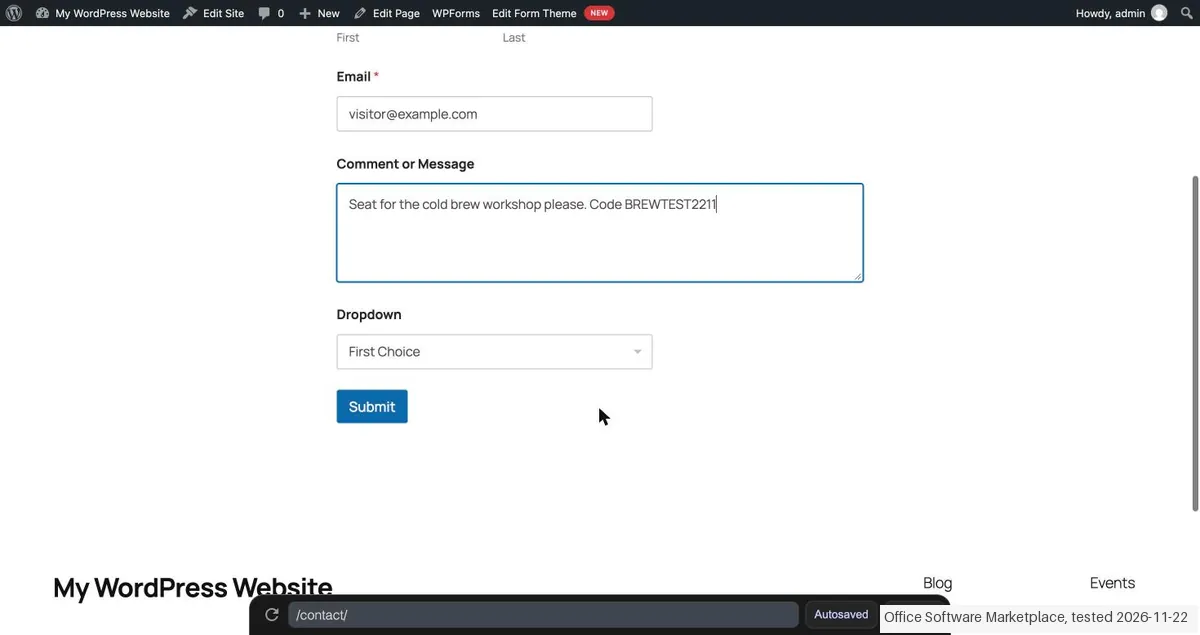 My WordPress Website Edit Site 0 New Edit Page WPForms Edit Form Theme NEW Howdy, admin
First Last
Email *
visitor@example.com
Comment or Message
Seat for the cold brew workshop please. Code BREWTEST2211
Dropdown
First Choice
Submit
My WordPress Website Blog Events
/contact/ Autosaved
Office Software Marketplace, tested 2026-11-22